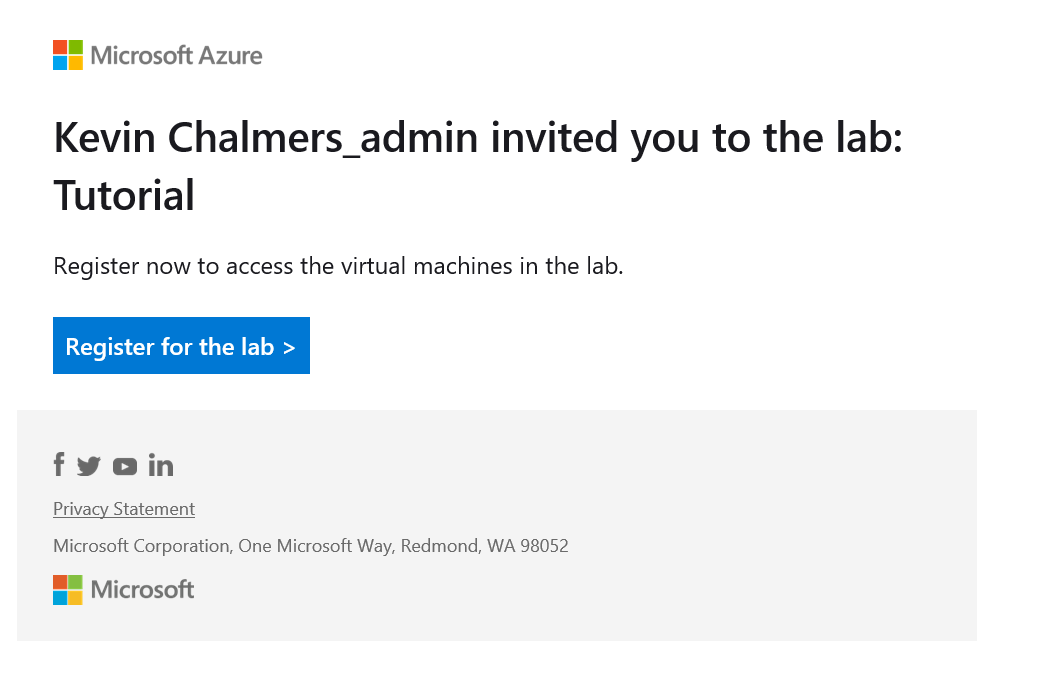 Microsoft Azure
Kevin Chalmers_admin invited you to the lab:
Tutorial
Register now to access the virtual machines in the lab.
Register for the lab >
f in
Privacy Statement
Microsoft Corporation, One Microsoft Way, Redmond, WA 98052
Microsoft